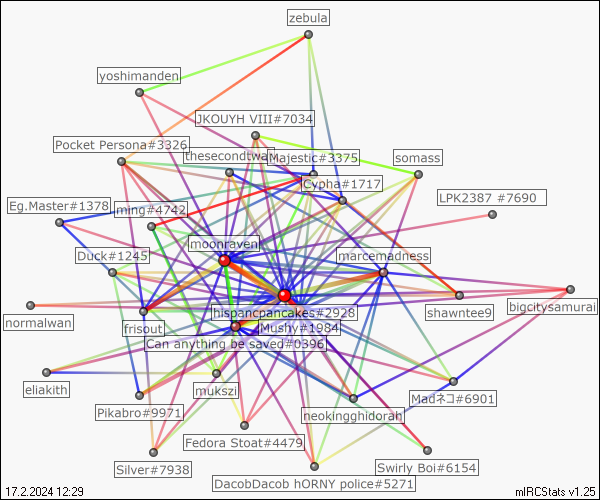 zebula
yoshimanden
JKOUYH VIII#7034
Pocket Persona#3326
thesecondtwa
Majestic#3375
somass
Cypha#1717
LPK2387 #7690
Eg.Master#1378
ming#4742
moonraven
marcemadness
Duck#1245
hispancpancakes#2928
shawntee9
bigcitysamurai
normalwan
frisout
Mushy#1984
Can anything be saved#0396
eliakith
mukszi
Madネコ#6901
Pikabro#9971
neokinghidorah
Fedora Stoat#4479
Silver#7938
Swirly Boi#6154
DacobDacob hORNY police#5271
17.2.2024 12:29
mIRCStats v1.25